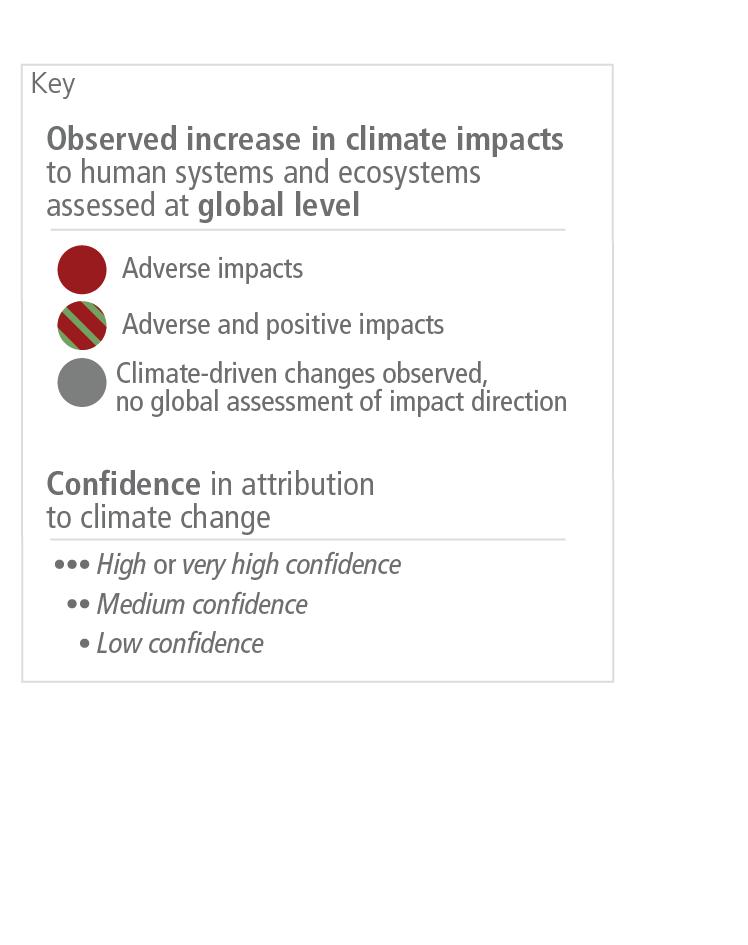 Key
Observed increase in climate impacts
to human systems and ecosystems
assessed at global level
Adverse impacts
Adverse and positive impacts
Climate-driven changes observed,
no global assessment of impact direction
Confidence in attribution
to climate change
••• High or very high confidence
•• Medium confidence
• Low confidence